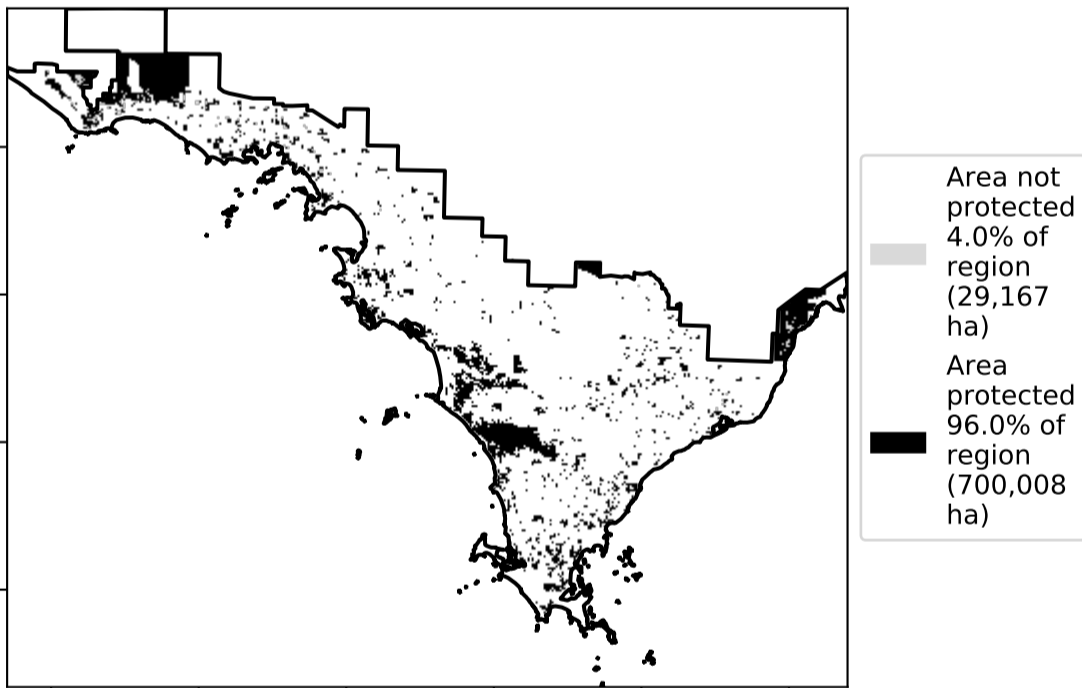 Area not
protected
4.0% of
region
(29,167
ha)
Area
protected
96.0% of
region
(700,008
ha)